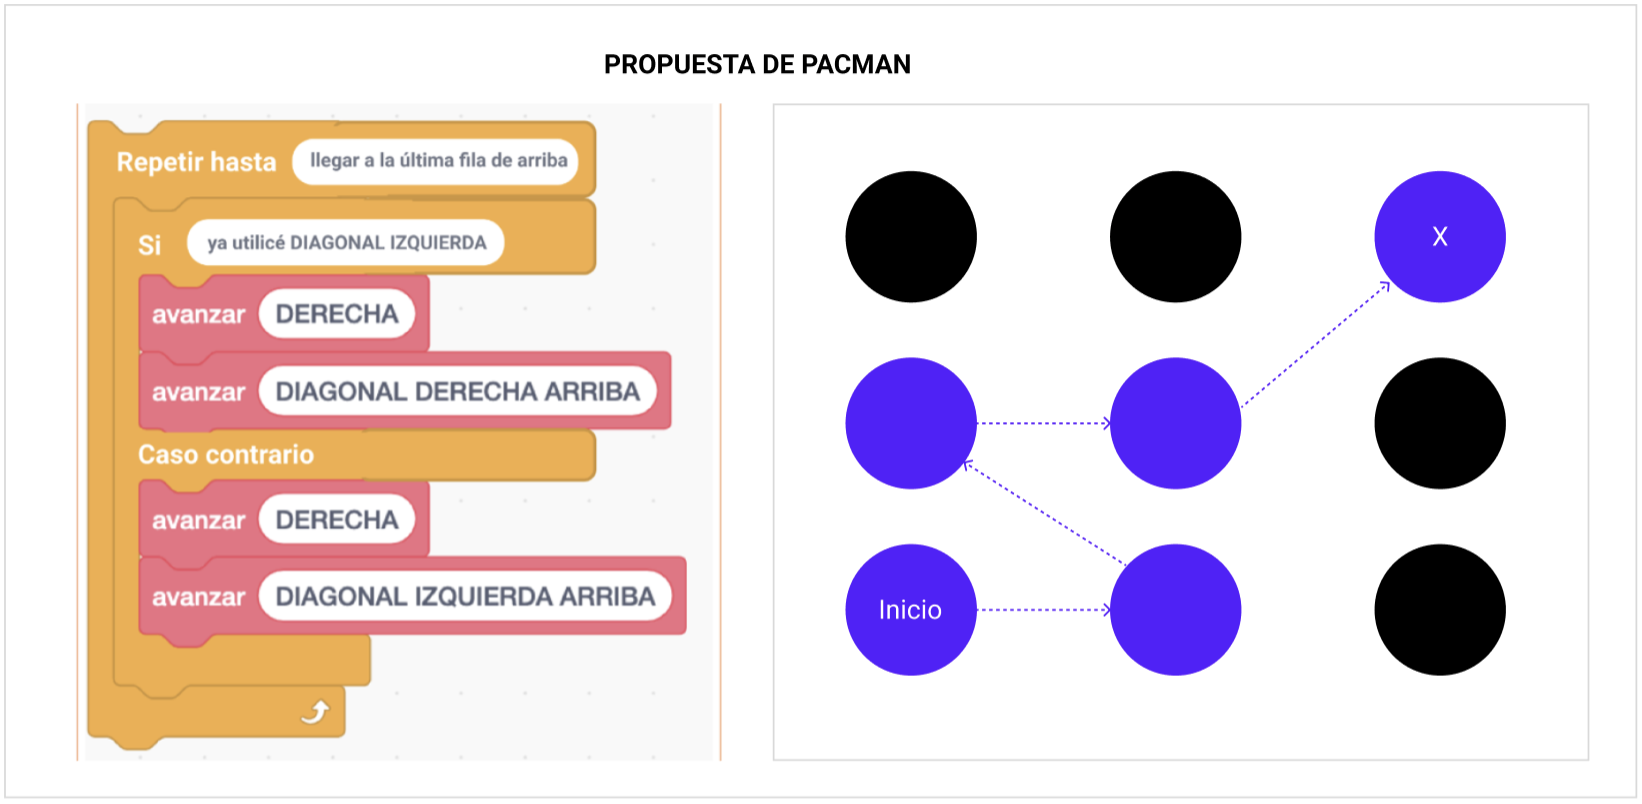 PROPUESTA DE PACMAN
Repetir hasta llegar a la última fila de arriba
Si ya utilicé DIAGONAL IZQUIERDA
avanzar DERECHA
avanzar DIAGONAL DERECHA ARRIBA
Caso contrario
avanzar DERECHA
avanzar DIAGONAL IZQUIERDA ARRIBA
X
Inicio